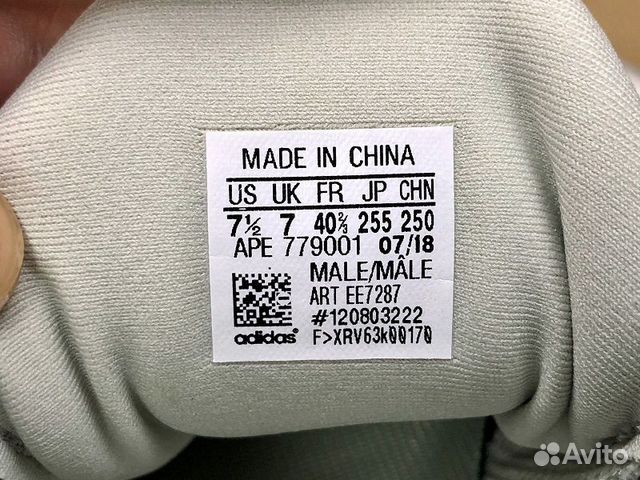 MADE IN CHINA
US UK FR JP CHN
7½ 7 40⅔ 255 250
APE 779001 07/18
MALE/MÂLE
ART EE7287
#120803222
adidas F>XRV63k00170
Avito